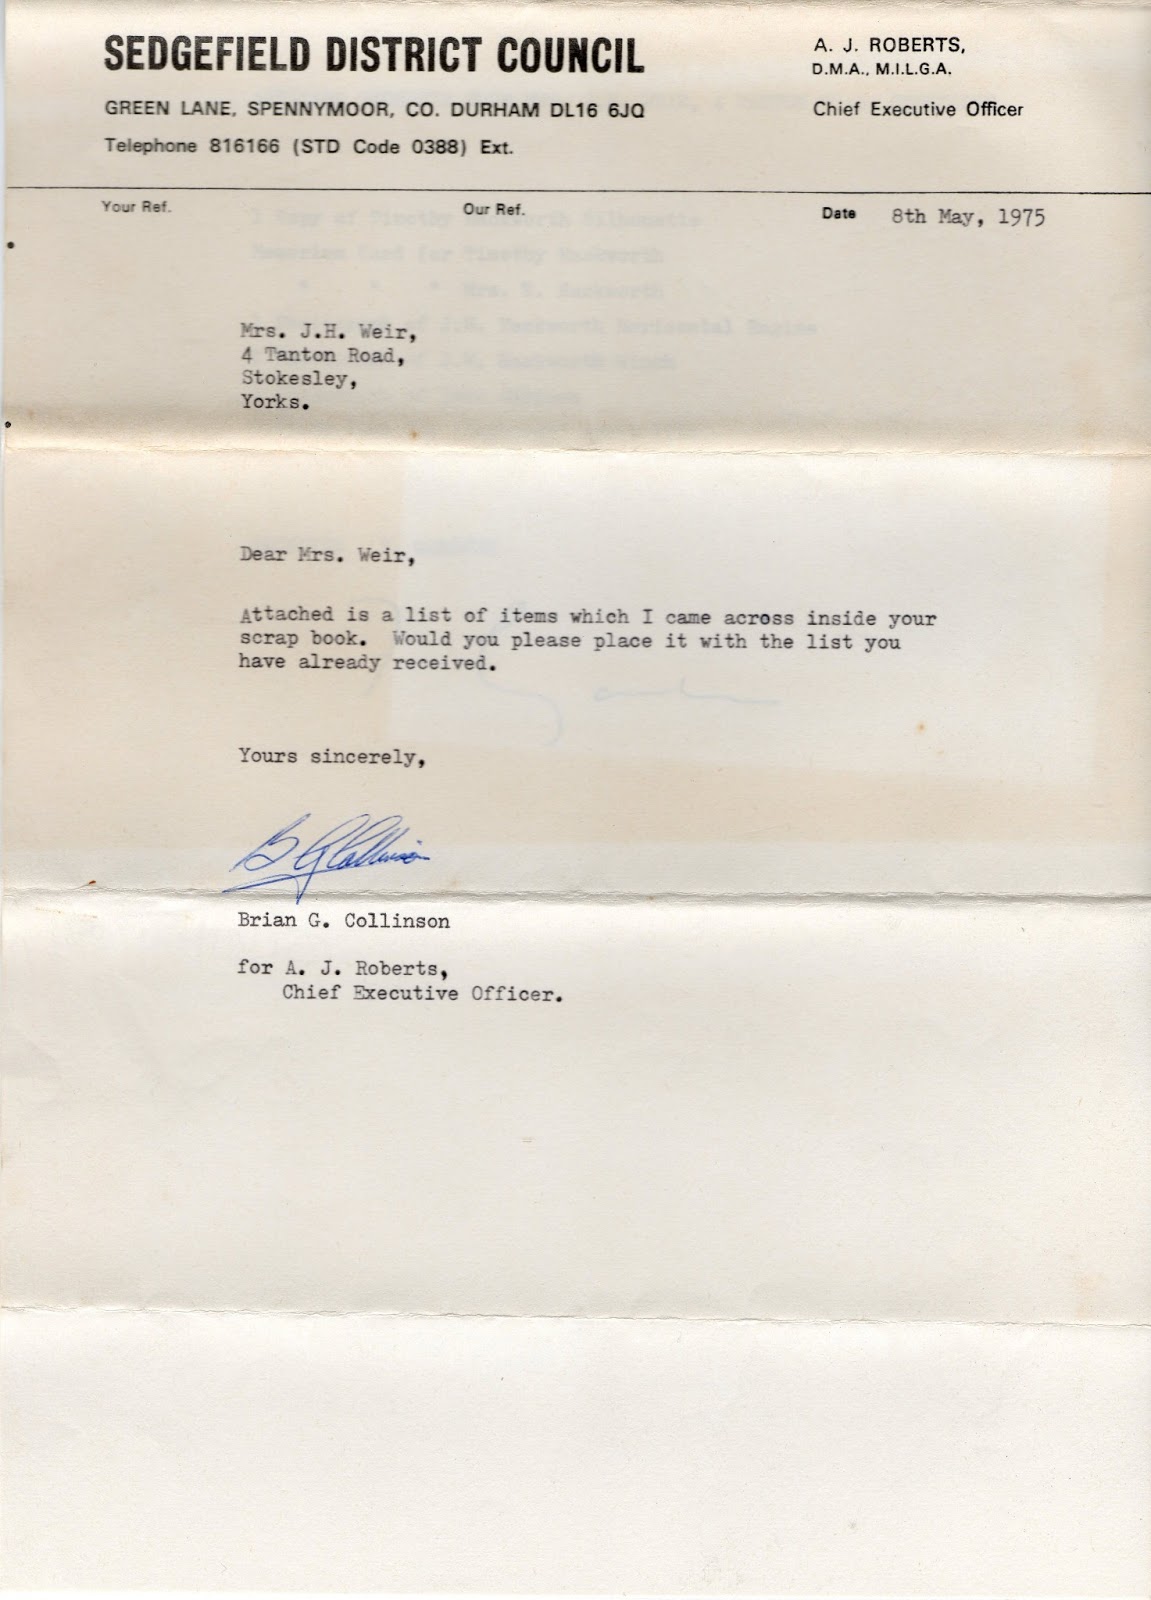 SEDGEFIELD DISTRICT COUNCIL
GREEN LANE, SPENNYMOOR, CO. DURHAM DL16 6JQ
Telephone 816166 (STD Code 0388) Ext.
A. J. ROBERTS,
D.M.A., M.I.L.G.A.
Chief Executive Officer
Your Ref.
Our Ref.
Date 8th May, 1975
Mrs. J.H. Weir,
4 Tanton Road,
Stokesley,
Yorks.
Dear Mrs. Weir,
Attached is a list of items which I came across inside your
scrap book. Would you please place it with the list you
have already received.
Yours sincerely,
B G Collinson
Brian G. Collinson
for A. J. Roberts,
Chief Executive Officer.